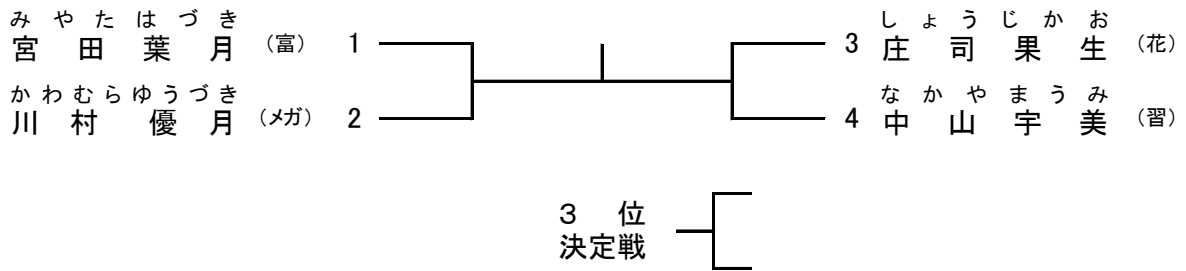 みやたはづき
宮田葉月 (富) 1
かわむらゆうづき
川村優月 (メガ) 2
しょうじかお
3 庄司果生 (花)
なかやまうみ
4 中山宇美 (習)
3位
決定戦